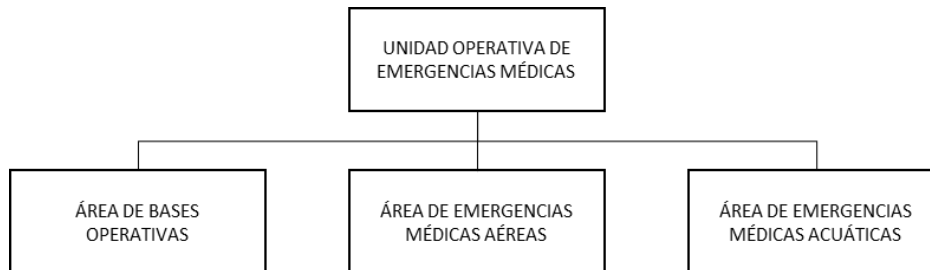 UNIDAD OPERATIVA DE
EMERGENCIAS MÉDICAS
ÁREA DE BASES
OPERATIVAS
ÁREA DE EMERGENCIAS
MÉDICAS AÉREAS
ÁREA DE EMERGENCIAS
MÉDICAS ACUÁTICAS